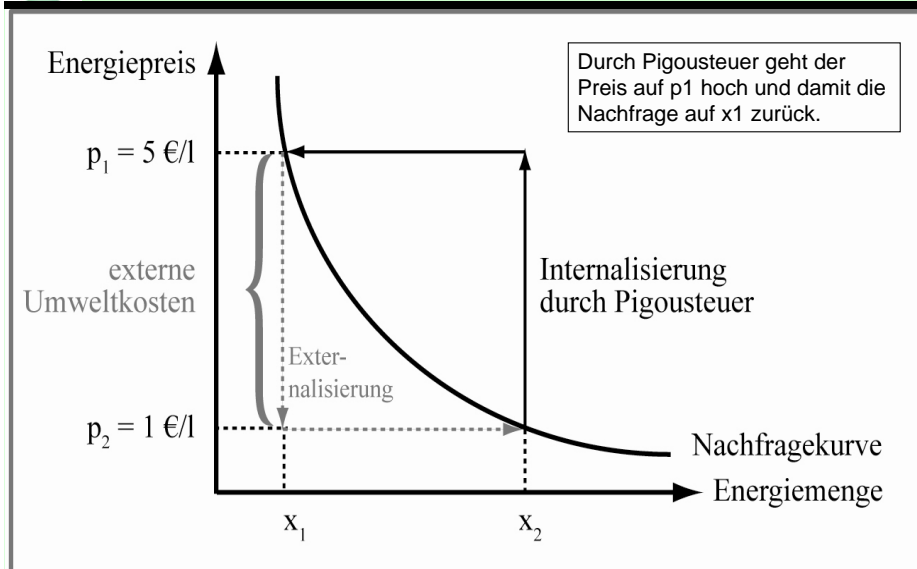 Energiepreis
Durch Pigousteuer geht der
Preis auf p1 hoch und damit die
Nachfrage auf x1 zurück.
p₁ = 5 €/l
externe
Umweltkosten
Internalisierung
durch Pigousteuer
Exter-
nalisierung
p₂ = 1 €/l
Nachfragekurve
Energiemenge
x₁
x₂